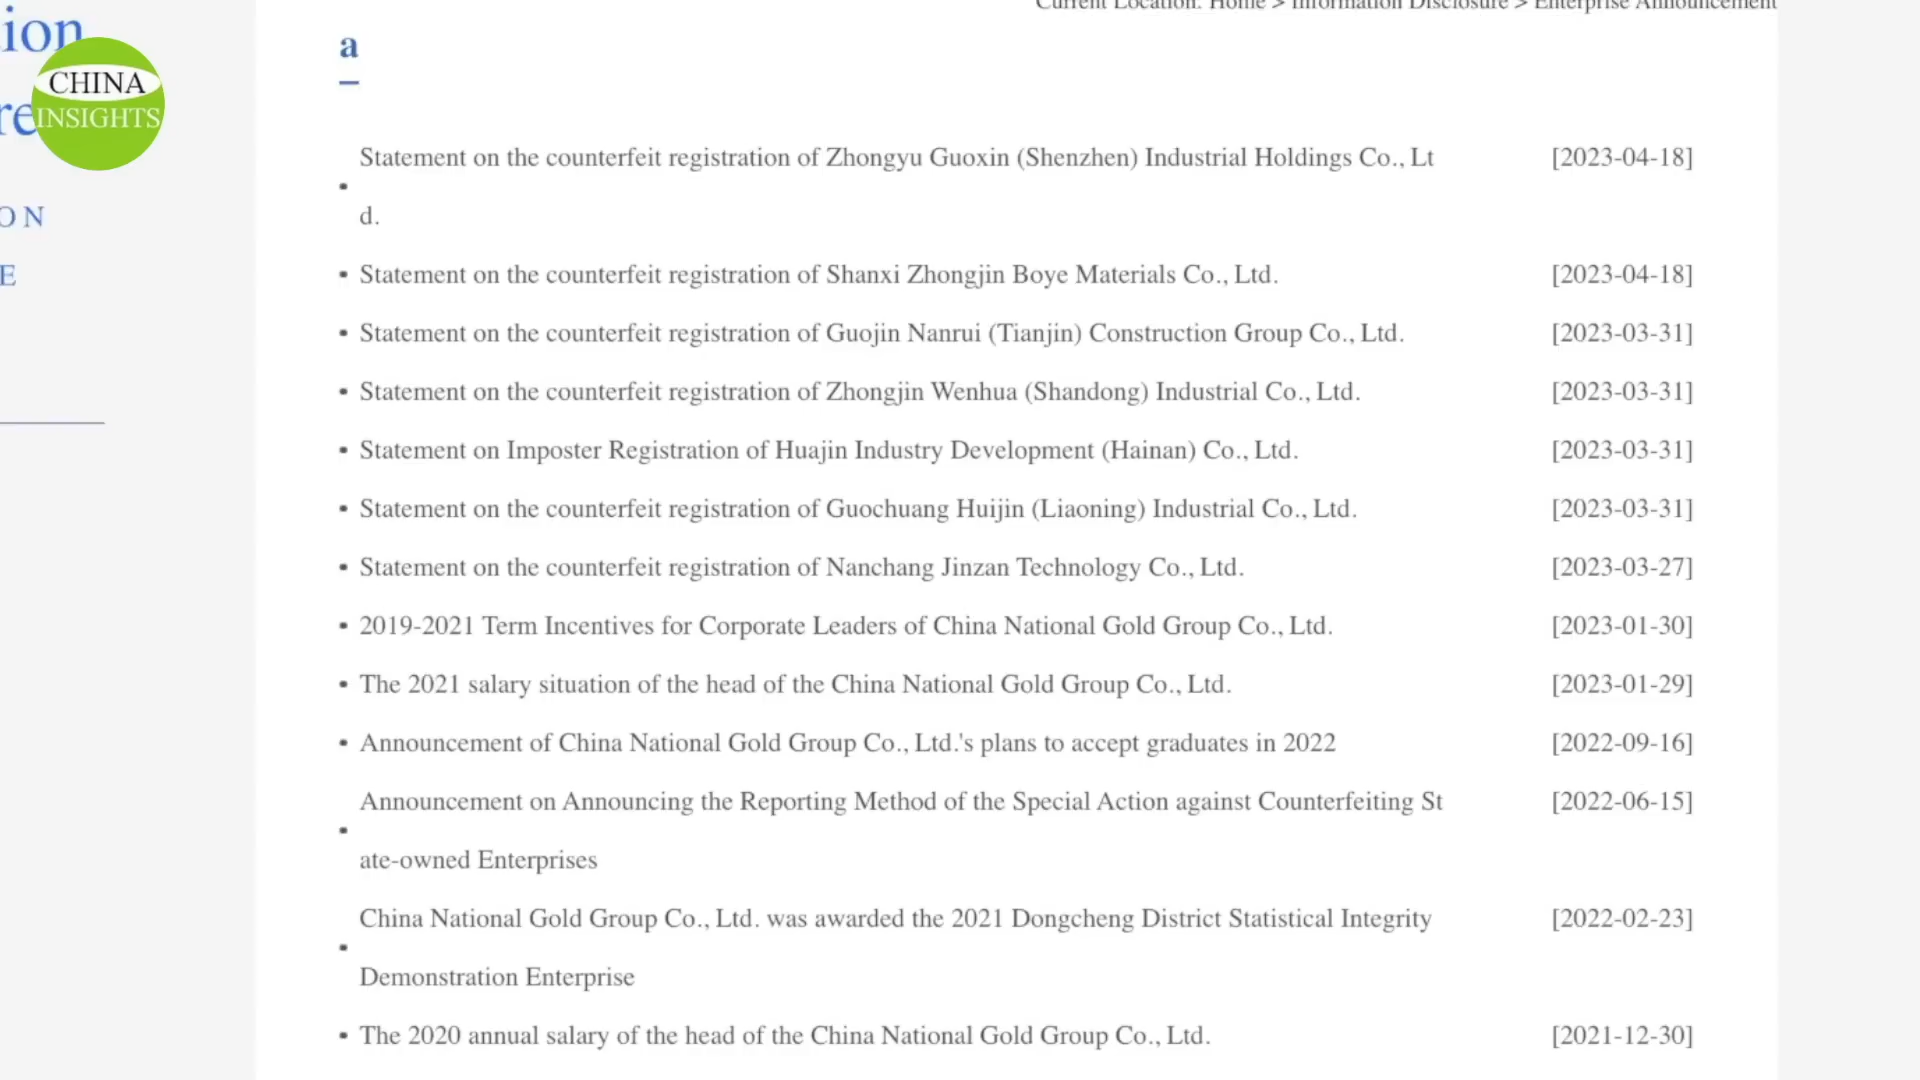 Current Location: Home > Information Disclosure > Enterprise Announcement
ion
a
CHINA
re
INSIGHTS
Statement on the counterfeit registration of Zhongyu Guoxin (Shenzhen) Industrial Holdings Co., Lt [2023-04-18]
•
d.
ON
• Statement on the counterfeit registration of Shanxi Zhongjin Boye Materials Co., Ltd. [2023-04-18]
E
• Statement on the counterfeit registration of Guojin Nanrui (Tianjin) Construction Group Co., Ltd. [2023-03-31]
• Statement on the counterfeit registration of Zhongjin Wenhua (Shandong) Industrial Co., Ltd. [2023-03-31]
• Statement on Imposter Registration of Huajin Industry Development (Hainan) Co., Ltd. [2023-03-31]
• Statement on the counterfeit registration of Guochuang Huijin (Liaoning) Industrial Co., Ltd. [2023-03-31]
• Statement on the counterfeit registration of Nanchang Jinzan Technology Co., Ltd. [2023-03-27]
• 2019-2021 Term Incentives for Corporate Leaders of China National Gold Group Co., Ltd. [2023-01-30]
• The 2021 salary situation of the head of the China National Gold Group Co., Ltd. [2023-01-29]
• Announcement of China National Gold Group Co., Ltd.'s plans to accept graduates in 2022 [2022-09-16]
Announcement on Announcing the Reporting Method of the Special Action against Counterfeiting St [2022-06-15]
•
ate-owned Enterprises
China National Gold Group Co., Ltd. was awarded the 2021 Dongcheng District Statistical Integrity [2022-02-23]
•
Demonstration Enterprise
• The 2020 annual salary of the head of the China National Gold Group Co., Ltd. [2021-12-30]